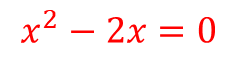 x² − 2x = 0